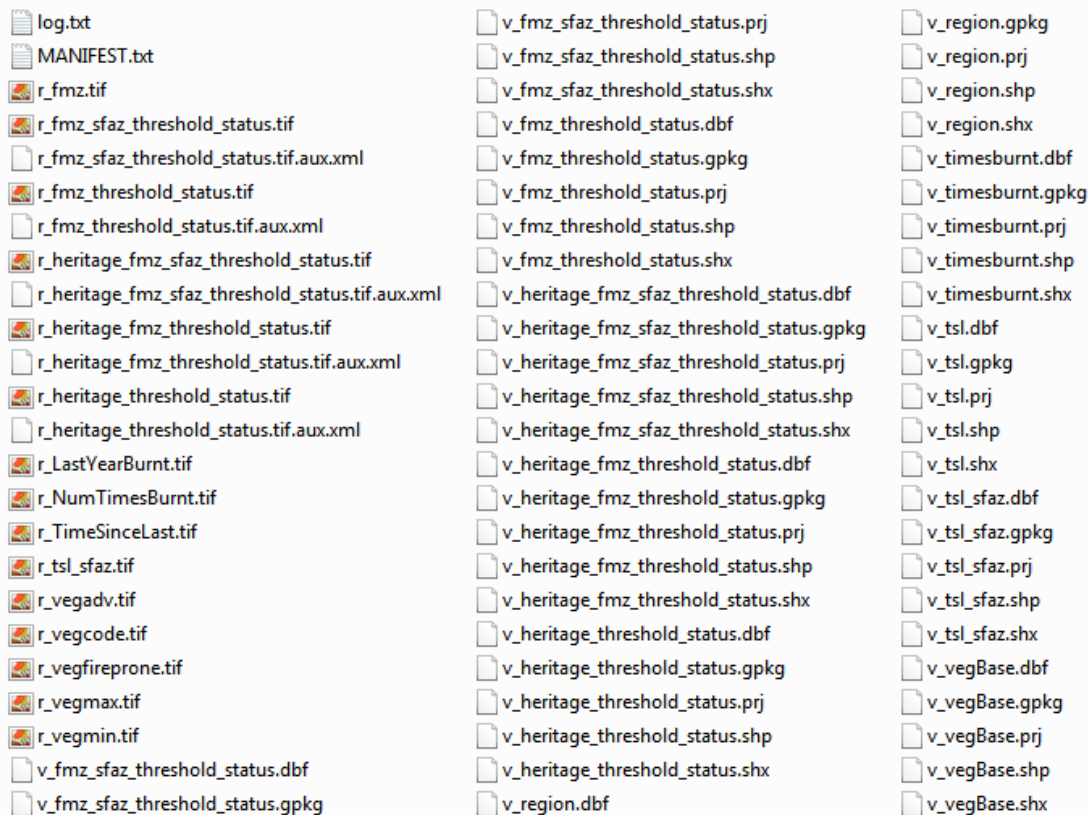 log.txt
MANIFEST.txt
r_fmz.tif
r_fmz_sfaz_threshold_status.tif
r_fmz_sfaz_threshold_status.tif.aux.xml
r_fmz_threshold_status.tif
r_fmz_threshold_status.tif.aux.xml
r_heritage_fmz_sfaz_threshold_status.tif
r_heritage_fmz_sfaz_threshold_status.tif.aux.xml
r_heritage_fmz_threshold_status.tif
r_heritage_fmz_threshold_status.tif.aux.xml
r_heritage_threshold_status.tif
r_heritage_threshold_status.tif.aux.xml
r_LastYearBurnt.tif
r_NumTimesBurnt.tif
r_TimeSinceLast.tif
r_tsl_sfaz.tif
r_vegadv.tif
r_vegcode.tif
r_vegfireprone.tif
r_vegmax.tif
r_vegmin.tif
v_fmz_sfaz_threshold_status.dbf
v_fmz_sfaz_threshold_status.gpkg
v_fmz_sfaz_threshold_status.prj
v_fmz_sfaz_threshold_status.shp
v_fmz_sfaz_threshold_status.shx
v_fmz_threshold_status.dbf
v_fmz_threshold_status.gpkg
v_fmz_threshold_status.prj
v_fmz_threshold_status.shp
v_fmz_threshold_status.shx
v_heritage_fmz_sfaz_threshold_status.dbf
v_heritage_fmz_sfaz_threshold_status.gpkg
v_heritage_fmz_sfaz_threshold_status.prj
v_heritage_fmz_sfaz_threshold_status.shp
v_heritage_fmz_sfaz_threshold_status.shx
v_heritage_fmz_threshold_status.dbf
v_heritage_fmz_threshold_status.gpkg
v_heritage_fmz_threshold_status.prj
v_heritage_fmz_threshold_status.shp
v_heritage_fmz_threshold_status.shx
v_heritage_threshold_status.dbf
v_heritage_threshold_status.gpkg
v_heritage_threshold_status.prj
v_heritage_threshold_status.shp
v_heritage_threshold_status.shx
v_region.dbf
v_region.gpkg
v_region.prj
v_region.shp
v_region.shx
v_timesburnt.dbf
v_timesburnt.gpkg
v_timesburnt.prj
v_timesburnt.shp
v_timesburnt.shx
v_tsl.dbf
v_tsl.gpkg
v_tsl.prj
v_tsl.shp
v_tsl.shx
v_tsl_sfaz.dbf
v_tsl_sfaz.gpkg
v_tsl_sfaz.prj
v_tsl_sfaz.shp
v_tsl_sfaz.shx
v_vegBase.dbf
v_vegBase.gpkg
v_vegBase.prj
v_vegBase.shp
v_vegBase.shx